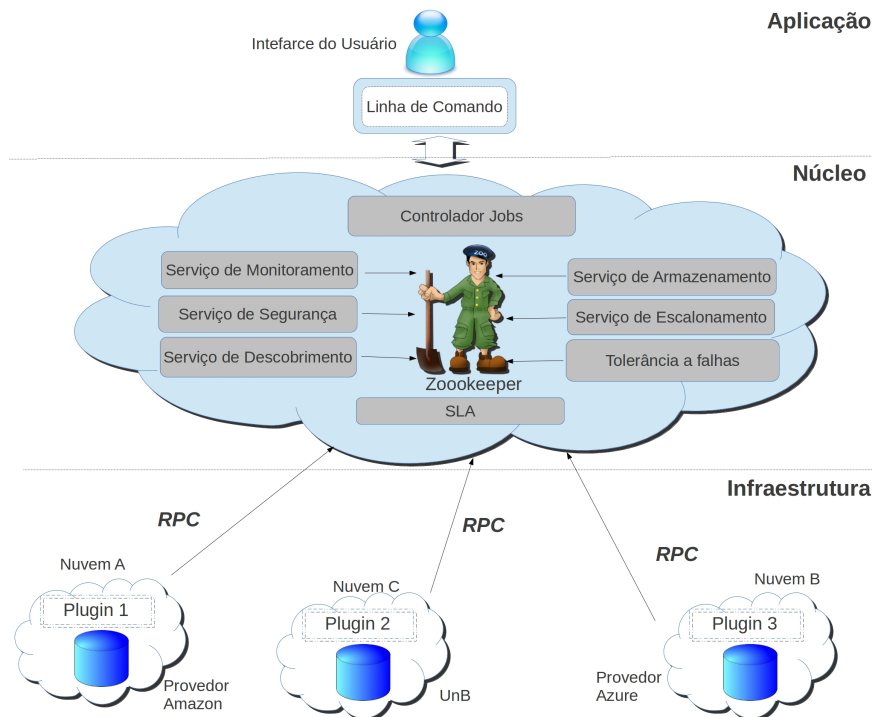 Aplicação
Intefarce do Usuário
Linha de Comando
Núcleo
Controlador Jobs
ZOO
Serviço de Monitoramento
Serviço de Armazenamento
Serviço de Segurança
Serviço de Escalonamento
Serviço de Descobrimento
Tolerância a falhas
Zoookeeper
SLA
Infraestrutura
RPC
RPC
RPC
Nuvem A
Nuvem C
Nuvem B
Plugin 1
Plugin 2
Plugin 3
Provedor
Amazon
UnB
Provedor
Azure